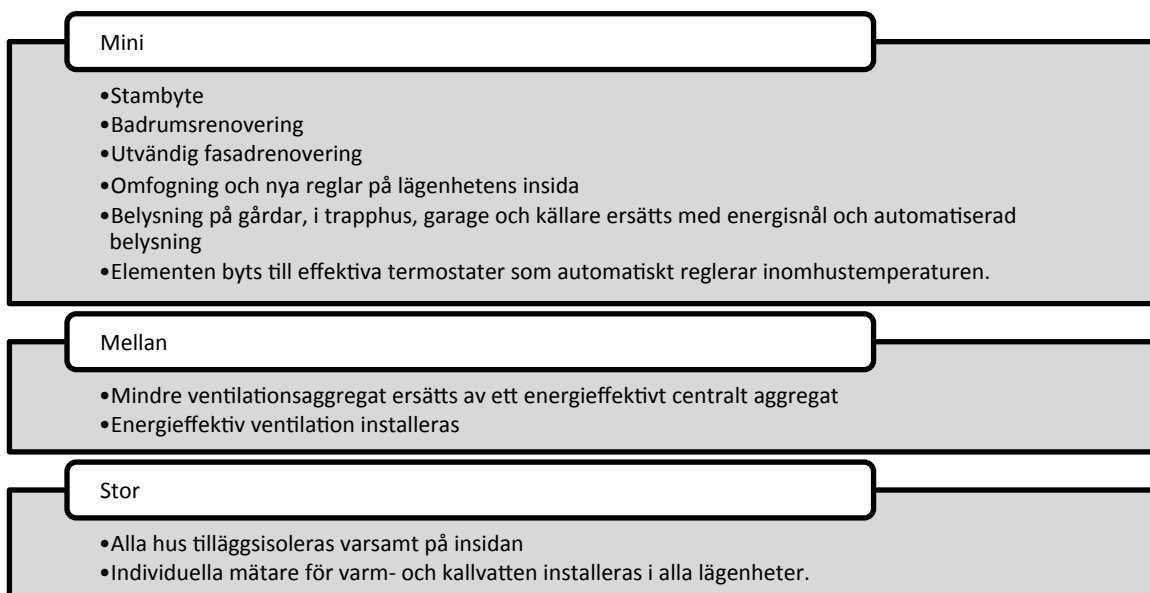 Mini
•Stambyte
•Badrumsrenovering
•Utvändig fasadrenovering
•Omfogning och nya reglar på lägenhetens insida
•Belysning på gårdar, i trapphus, garage och källare ersätts med energisnål och automatiserad
belysning
•Elementen byts till effektiva termostater som automatiskt reglerar inomhustemperaturen.
Mellan
•Mindre ventilationsaggregat ersätts av ett energieffektivt centralt aggregat
•Energieffektiv ventilation installeras
Stor
•Alla hus tilläggsisoleras varsamt på insidan
•Individuella mätare för varm- och kallvatten installeras i alla lägenheter.